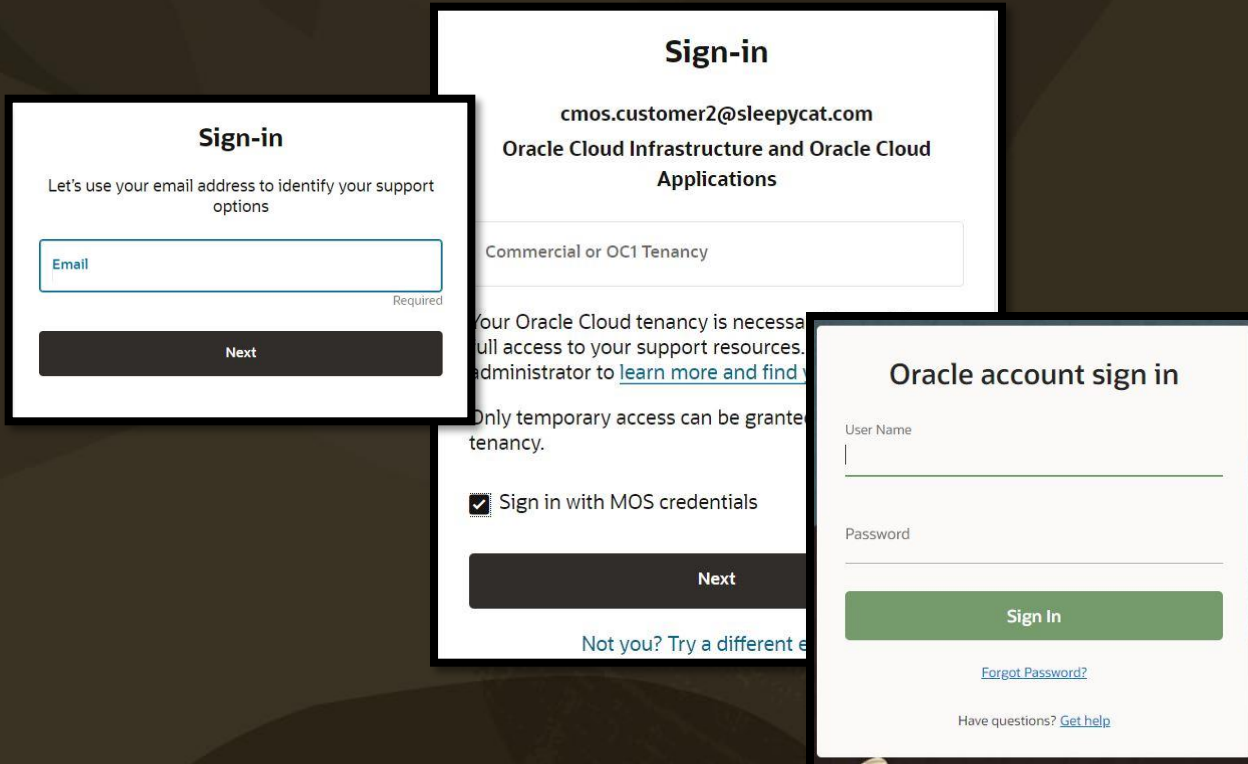 Sign-in
Let's use your email address to identify your support
options
Email
Required
Next
Sign-in
cmos.customer2@sleepycat.com
Oracle Cloud Infrastructure and Oracle Cloud
Applications
Commercial or OC1 Tenancy
Your Oracle Cloud tenancy is
full access to your support resources.
administrator to learn more and find
Only temporary access can be
tenancy.
Sign in with MOS credentials
Next
Not you? Try a different
Oracle account sign in
User Name
Password
Sign In
Forgot Password?
Have questions? Get help